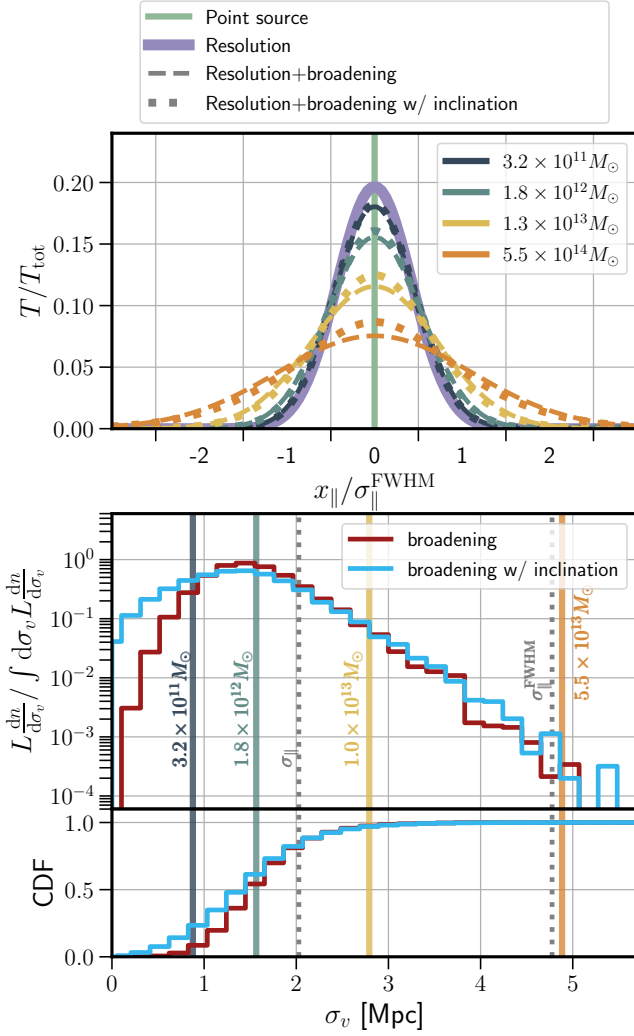 Point source
Resolution
Resolution+broadening
Resolution+broadening w/ inclination
3.2 × 10¹¹M☉
1.8 × 10¹²M☉
1.3 × 10¹³M☉
5.5 × 10¹⁴M☉
T/T_tot
0.20
0.15
0.10
0.05
0.00
-2 -1 0 1 2
x_∥/σ_∥^FWHM
broadening
broadening w/ inclination
L dn/dσ_v / ∫ dσ_v L dn/dσ_v
10⁰
10⁻¹
10⁻²
10⁻³
10⁻⁴
3.2 × 10¹¹M☉
1.8 × 10¹²M☉
σ_∥
1.0 × 10¹³M☉
σ_∥^FWHM
5.5 × 10¹³M☉
CDF
1.0
0.5
0.0
0 1 2 3 4 5
σ_v [Mpc]